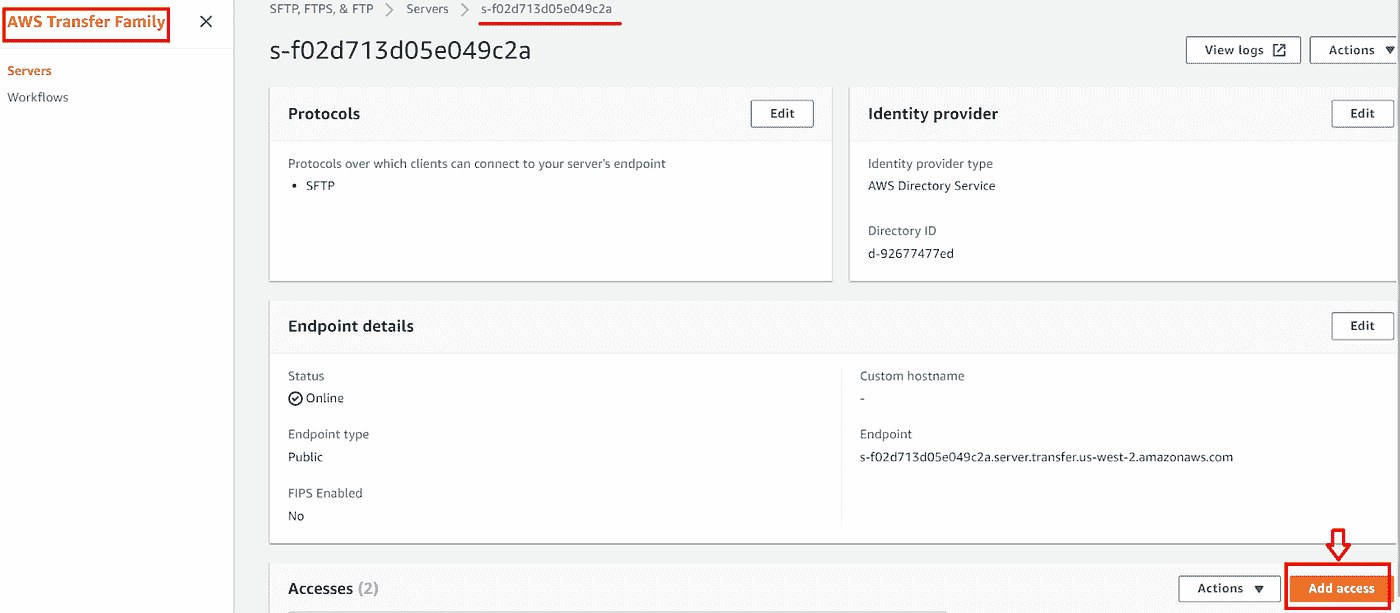 AWS Transfer Family
Servers
Workflows
SFTP, FTPS, & FTP > Servers > s-f02d713d05e049c2a
s-f02d713d05e049c2a
View logs
Actions
Protocols
Edit
Protocols over which clients can connect to your server's endpoint
• SFTP
Identity provider
Edit
Identity provider type
AWS Directory Service
Directory ID
d-92677477ed
Endpoint details
Edit
Status
Online
Endpoint type
Public
FIPS Enabled
No
Custom hostname
-
Endpoint
s-f02d713d05e049c2a.server.transfer.us-west-2.amazonaws.com
Accesses (2)
Actions
Add access